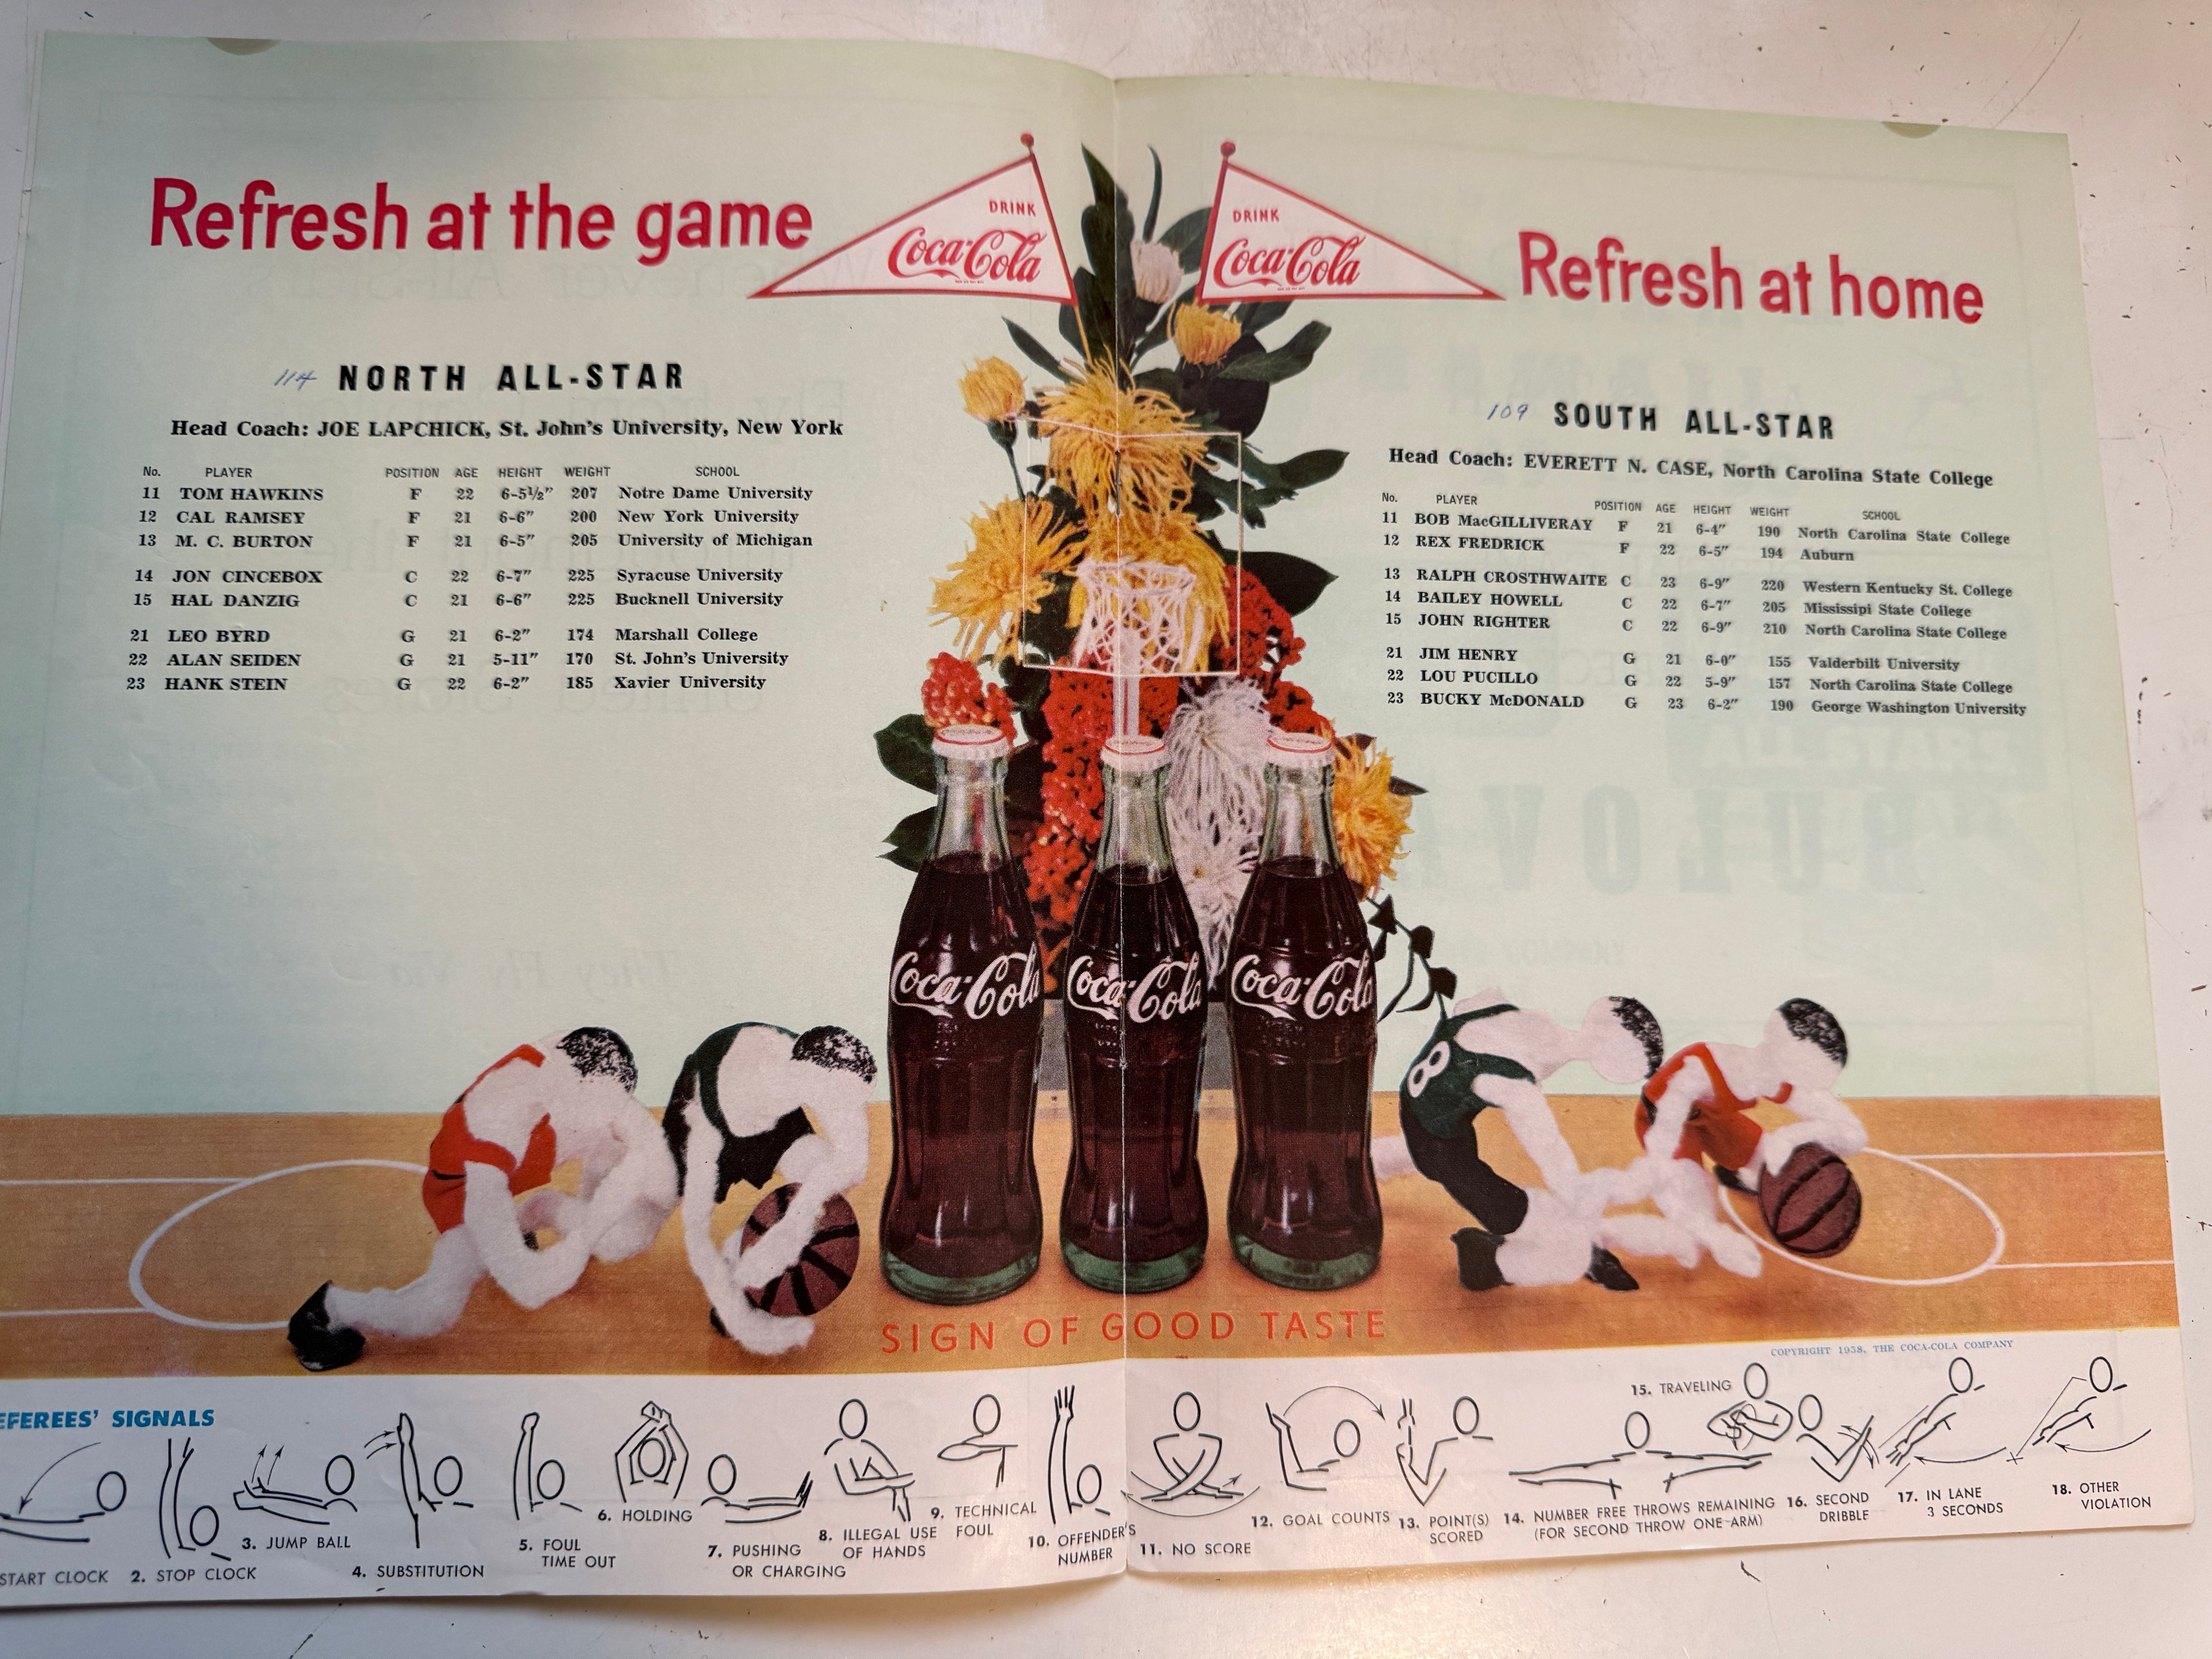 Refresh at the game
DRINK
Coca-Cola
DRINK
Coca-Cola
Refresh at home
114 NORTH ALL-STAR
Head Coach: JOE LAPCHICK, St. John's University, New York
No. PLAYER POSITION AGE HEIGHT WEIGHT SCHOOL
11 TOM HAWKINS F 22 6-5½" 207 Notre Dame University
12 CAL RAMSEY F 21 6-6" 200 New York University
13 M. C. BURTON F 21 6-5" 205 University of Michigan
14 JON CINCEBOX C 22 6-7" 225 Syracuse University
15 HAL DANZIG C 21 6-6" 225 Bucknell University
21 LEO BYRD G 21 6-2" 174 Marshall College
22 ALAN SEIDEN G 21 5-11" 170 St. John's University
23 HANK STEIN G 22 6-2" 185 Xavier University
109 SOUTH ALL-STAR
Head Coach: EVERETT N. CASE, North Carolina State College
No. PLAYER POSITION AGE HEIGHT WEIGHT SCHOOL
11 BOB MacGILLIVERAY F 21 6-4" 190 North Carolina State College
12 REX FREDRICK F 22 6-5" 194 Auburn
13 RALPH CROSTHWAITE C 23 6-9" 220 Western Kentucky St. College
14 BAILEY HOWELL C 22 6-7" 205 Mississipi State College
15 JOHN RIGHTER C 22 6-9" 210 North Carolina State College
21 JIM HENRY G 21 6-0" 155 Valderbilt University
22 LOU PUCILLO G 22 5-9" 157 North Carolina State College
23 BUCKY McDONALD G 23 6-2" 190 George Washington University
Coca-Cola
Coca-Cola
Coca-Cola
8
SIGN OF GOOD TASTE
COPYRIGHT 1958, THE COCA-COLA COMPANY
EFEREES' SIGNALS
START CLOCK
2. STOP CLOCK
3. JUMP BALL
4. SUBSTITUTION
5. FOUL
TIME OUT
6. HOLDING
7. PUSHING
OR CHARGING
8. ILLEGAL USE
OF HANDS
9. TECHNICAL
FOUL
10. OFFENDER'S
NUMBER
11. NO SCORE
12. GOAL COUNTS
13. POINT(S)
SCORED
14. NUMBER FREE THROWS REMAINING
(FOR SECOND THROW ONE-ARM)
15. TRAVELING
16. SECOND
DRIBBLE
17. IN LANE
3 SECONDS
18. OTHER
VIOLATION